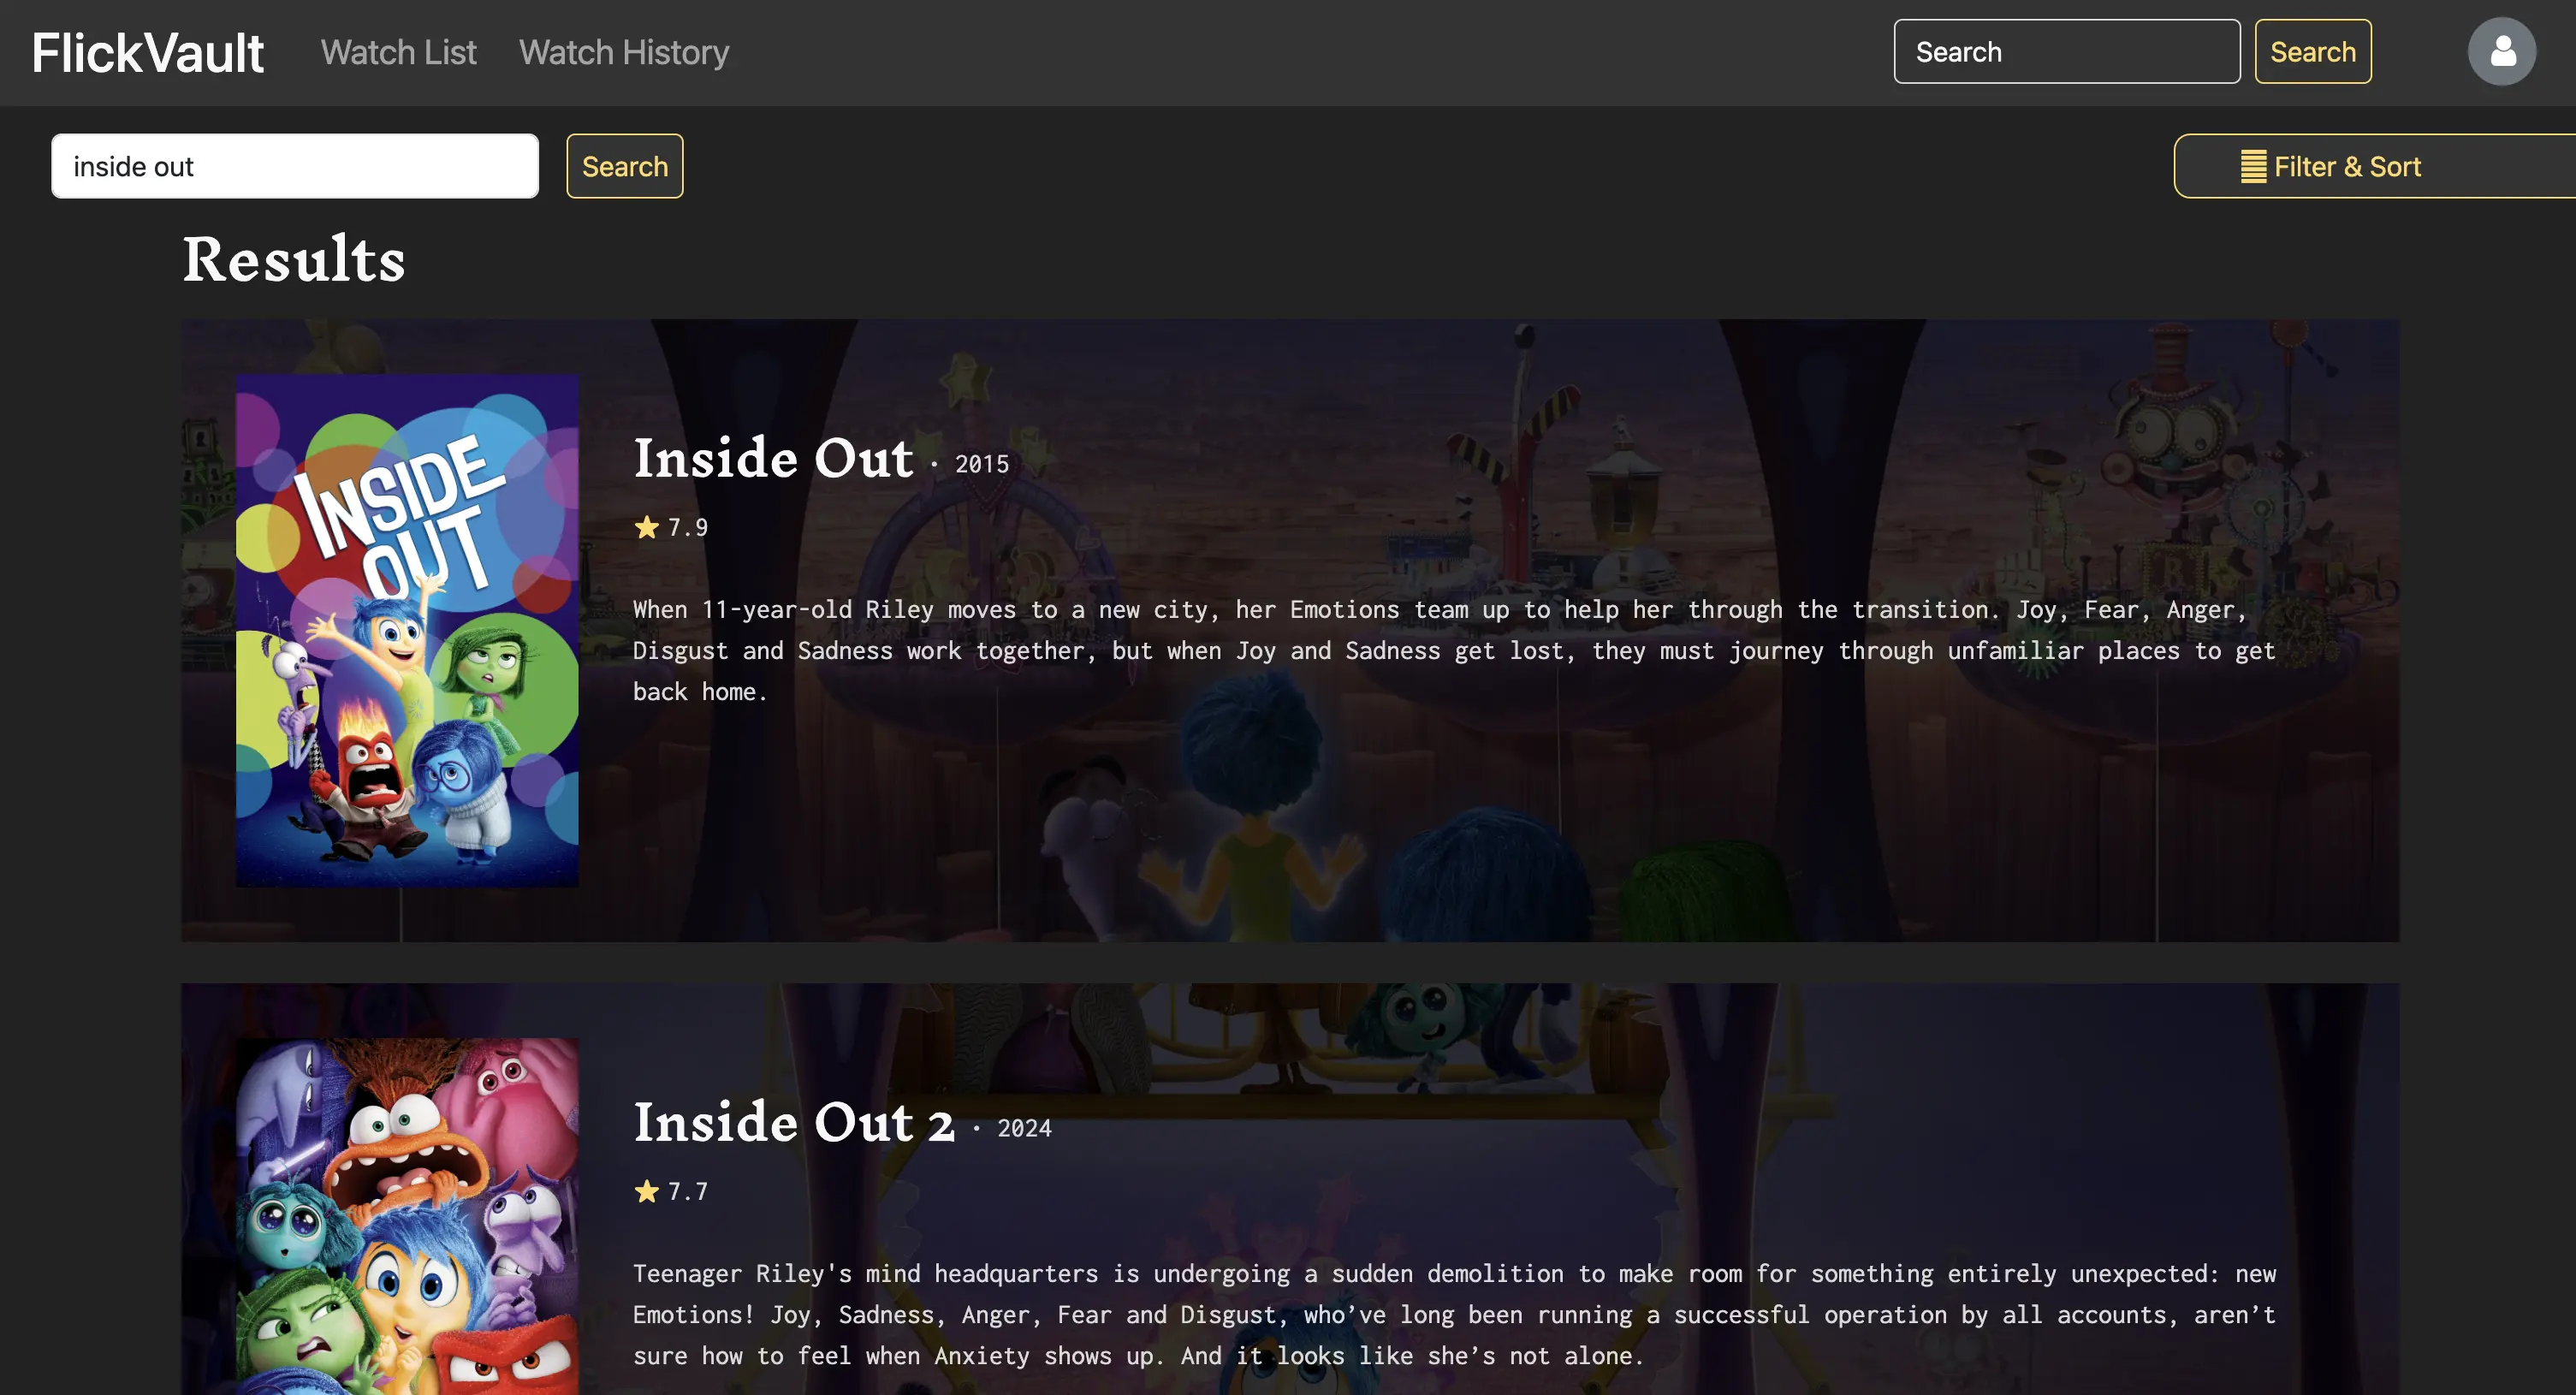 FlickVault
Watch List
Watch History
Search
Search
inside out
Search
Filter & Sort
Results
INSIDE
OUT
Inside Out · 2015
7.9
When 11-year-old Riley moves to a new city, her Emotions team up to help her through the transition. Joy, Fear, Anger,
Disgust and Sadness work together, but when Joy and Sadness get lost, they must journey through unfamiliar places to get
back home.
Inside Out 2 · 2024
7.7
Teenager Riley's mind headquarters is undergoing a sudden demolition to make room for something entirely unexpected: new
Emotions! Joy, Sadness, Anger, Fear and Disgust, who’ve long been running a successful operation by all accounts, aren’t
sure how to feel when Anxiety shows up. And it looks like she’s not alone.